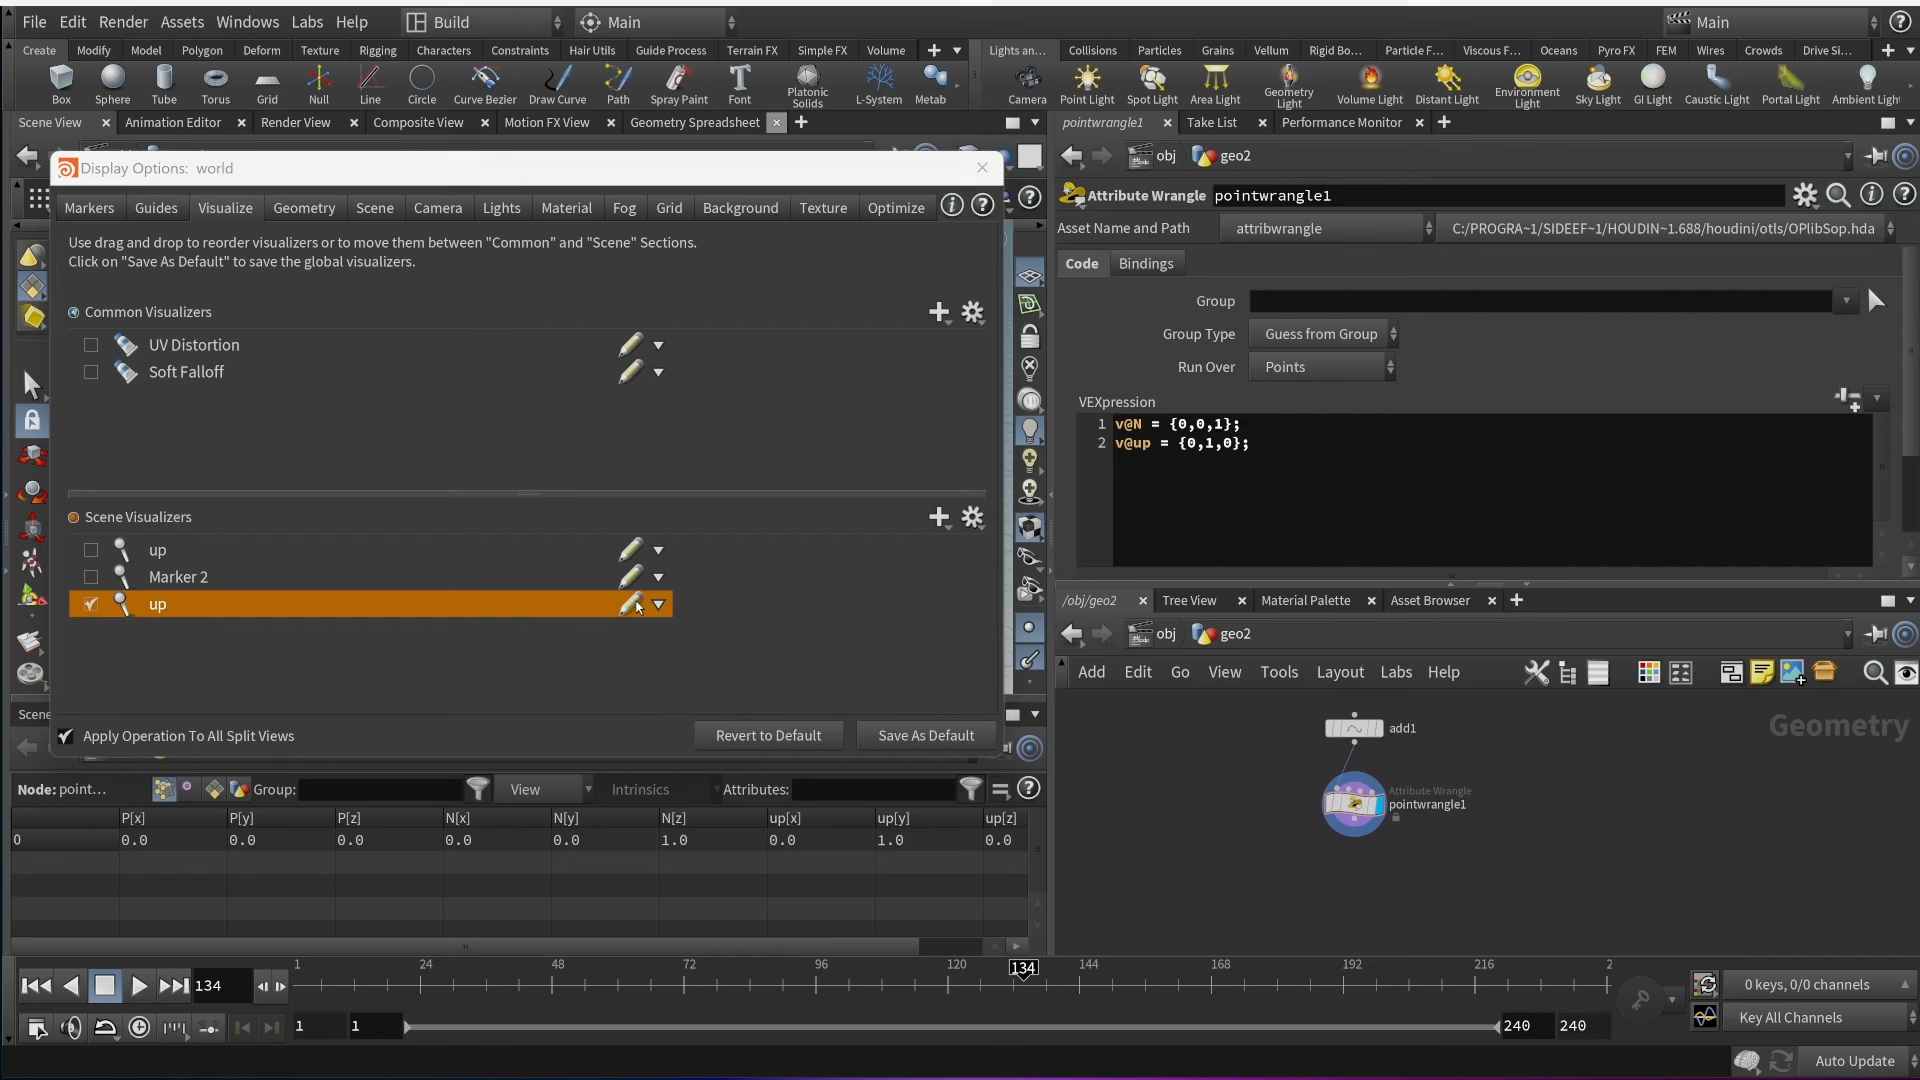 File Edit Render Assets Windows Labs Help Build Main Main
Create Modify Model Polygon Deform Texture Rigging Characters Constraints Hair Utils Guide Process Terrain FX Simple FX Volume
Lights an... Collisions Particles Grains Vellum Rigid Bo... Particle F... Viscous F... Oceans Pyro FX FEM Wires Crowds Drive Si...
Box Sphere Tube Torus Grid Null Line Circle Curve Bezier Draw Curve Path Spray Paint Font Platonic Solids L-System Metab
Camera Point Light Spot Light Area Light Geometry Light Volume Light Distant Light Environment Light Sky Light GI Light Caustic Light Portal Light Ambient Light
Scene View Animation Editor Render View Composite View Motion FX View Geometry Spreadsheet
pointwrangle1 Take List Performance Monitor
obj geo2
Display Options: world
Markers Guides Visualize Geometry Scene Camera Lights Material Fog Grid Background Texture Optimize
Use drag and drop to reorder visualizers or to move them between "Common" and "Scene" Sections.
Click on "Save As Default" to save the global visualizers.
Common Visualizers
UV Distortion
Soft Falloff
Scene Visualizers
up
Marker 2
up
Apply Operation To All Split Views Revert to Default Save As Default
Attribute Wrangle pointwrangle1
Asset Name and Path attribwrangle C:/PROGRA~1/SIDEEF~1/HOUDIN~1.688/houdini/otls/OPlibSop.hda
Code Bindings
Group
Group Type Guess from Group
Run Over Points
VEXpression
1 v@N = {0,0,1};
2 v@up = {0,1,0};
/obj/geo2 Tree View Material Palette Asset Browser
obj geo2
Add Edit Go View Tools Layout Labs Help
Geometry
add1
Attribute Wrangle
pointwrangle1
Scene
Node: point... Group: View Intrinsics Attributes:
P[x] P[y] P[z] N[x] N[y] N[z] up[x] up[y] up[z]
0 0.0 0.0 0.0 0.0 0.0 1.0 0.0 1.0 0.0
134 1 24 48 72 96 120 134 144 168 192 216 2
0 keys, 0/0 channels
1 1 240 240
Key All Channels
Auto Update